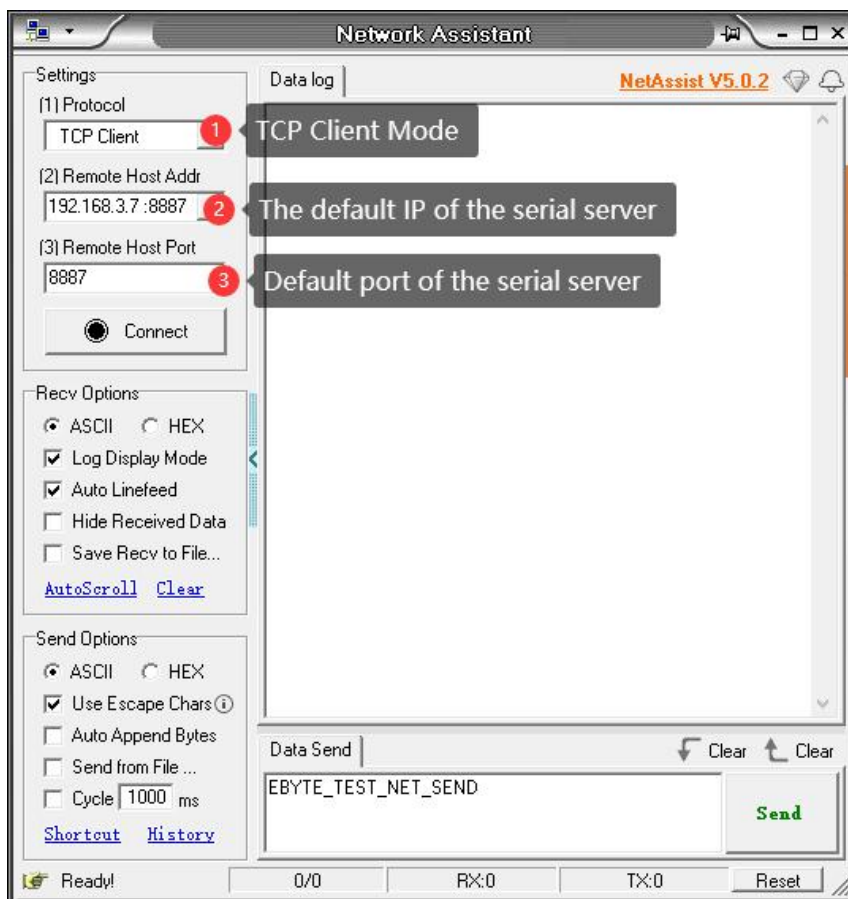 Network Assistant
Settings
Data log
NetAssist V5.0.2
(1) Protocol
TCP Client
1
TCP Client Mode
(2) Remote Host Addr
192.168.3.7 :8887
2
The default IP of the serial server
(3) Remote Host Port
8887
3
Default port of the serial server
Connect
Recv Options
ASCII HEX
Log Display Mode
Auto Linefeed
Hide Received Data
Save Recv to File...
AutoScroll Clear
Send Options
ASCII HEX
Use Escape Chars
Auto Append Bytes
Send from File ...
Cycle 1000 ms
Shortcut History
Data Send
Clear Clear
EBYTE_TEST_NET_SEND
Send
Ready! 0/0 RX:0 TX:0 Reset